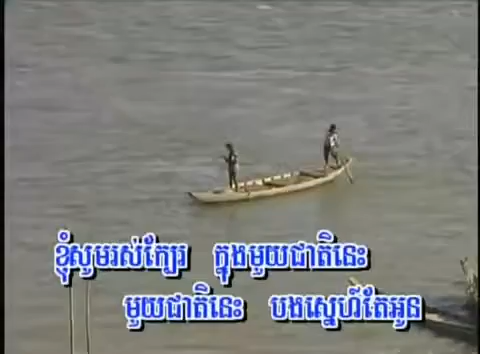 ខ្ញុំសូមរស់ក្បែរ ក្នុងមួយជាតិនេះ
មួយជាតិនេះ បងស្នេហ៍តែអូន